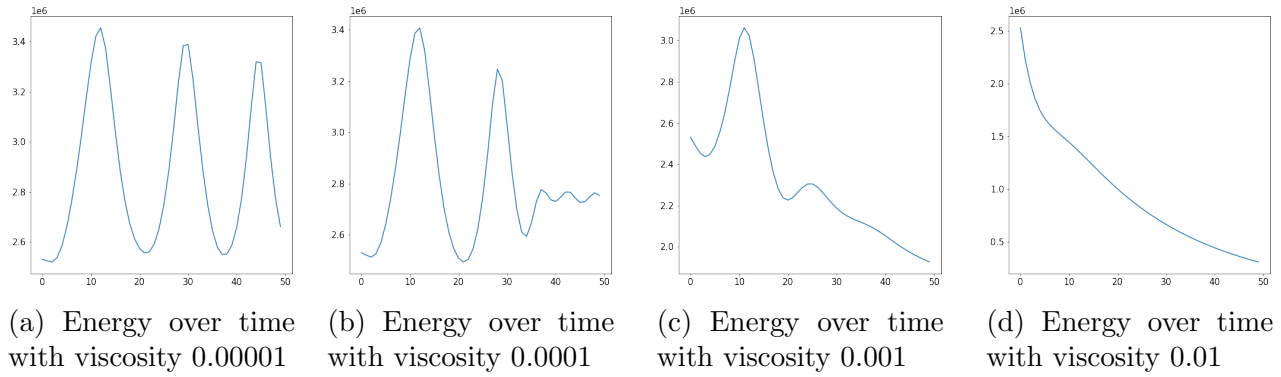 1e6
3.4
3.2
3.0
2.8
2.6
0 10 20 30 40 50
(a) Energy over time
with viscosity 0.00001
1e6
3.4
3.2
3.0
2.8
2.6
0 10 20 30 40 50
(b) Energy over time
with viscosity 0.0001
1e6
3.0
2.8
2.6
2.4
2.2
2.0
0 10 20 30 40 50
(c) Energy over time
with viscosity 0.001
1e6
2.5
2.0
1.5
1.0
0.5
0 10 20 30 40 50
(d) Energy over time
with viscosity 0.01